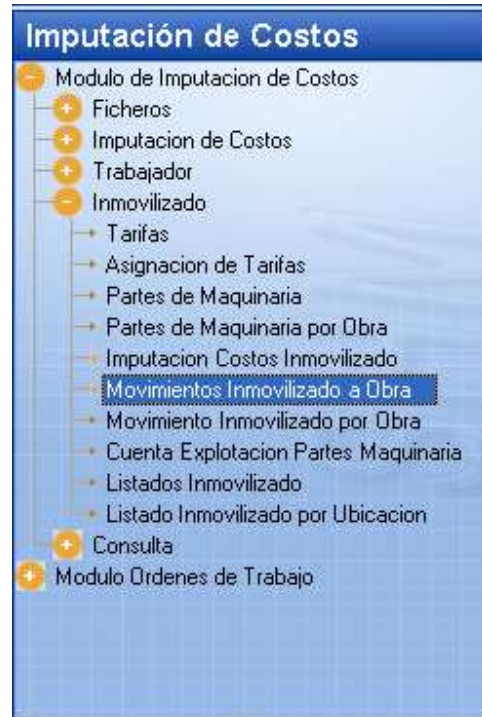 Imputación de Costos
Modulo de Imputacion de Costos
Ficheros
Imputacion de Costos
Trabajador
Inmovilizado
Tarifas
Asignacion de Tarifas
Partes de Maquinaria
Partes de Maquinaria por Obra
Imputacion Costos Inmovilizado
Movimientos Inmovilizado a Obra
Movimiento Inmovilizado por Obra
Cuenta Explotacion Partes Maquinaria
Listados Inmovilizado
Listado Inmovilizado por Ubicacion
Consulta
Modulo Ordenes de Trabajo